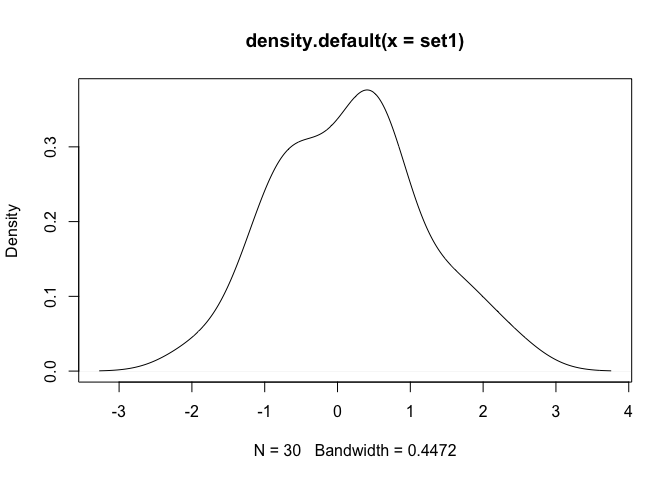 density.default(x = set1)
Density
0.0
0.1
0.2
0.3
-3 -2 -1 0 1 2 3 4
N = 30 Bandwidth = 0.4472